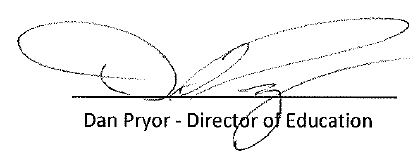 Dan Pryor - Director of Education